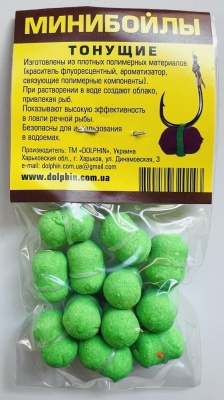 МИНИБОЙЛЫ
ТОНУЩИЕ
Изготовлены из плотных полимерных материалов
(краситель флуоресцентный, ароматизатор,
связующие полимерные компоненты).
При растворении в воде создают облако,
привлекая рыб.
Показывают высокую эффективность
в ловли речной рыбы.
Безопасны для использования
в водоемах.
Производитель: ТМ «DOLPHIN», Украина
Харьковская обл., г. Харьков, ул. Динамовская, 3
e-mail: dolphin.com.ua@gmail.com
www.dolphin.com.ua